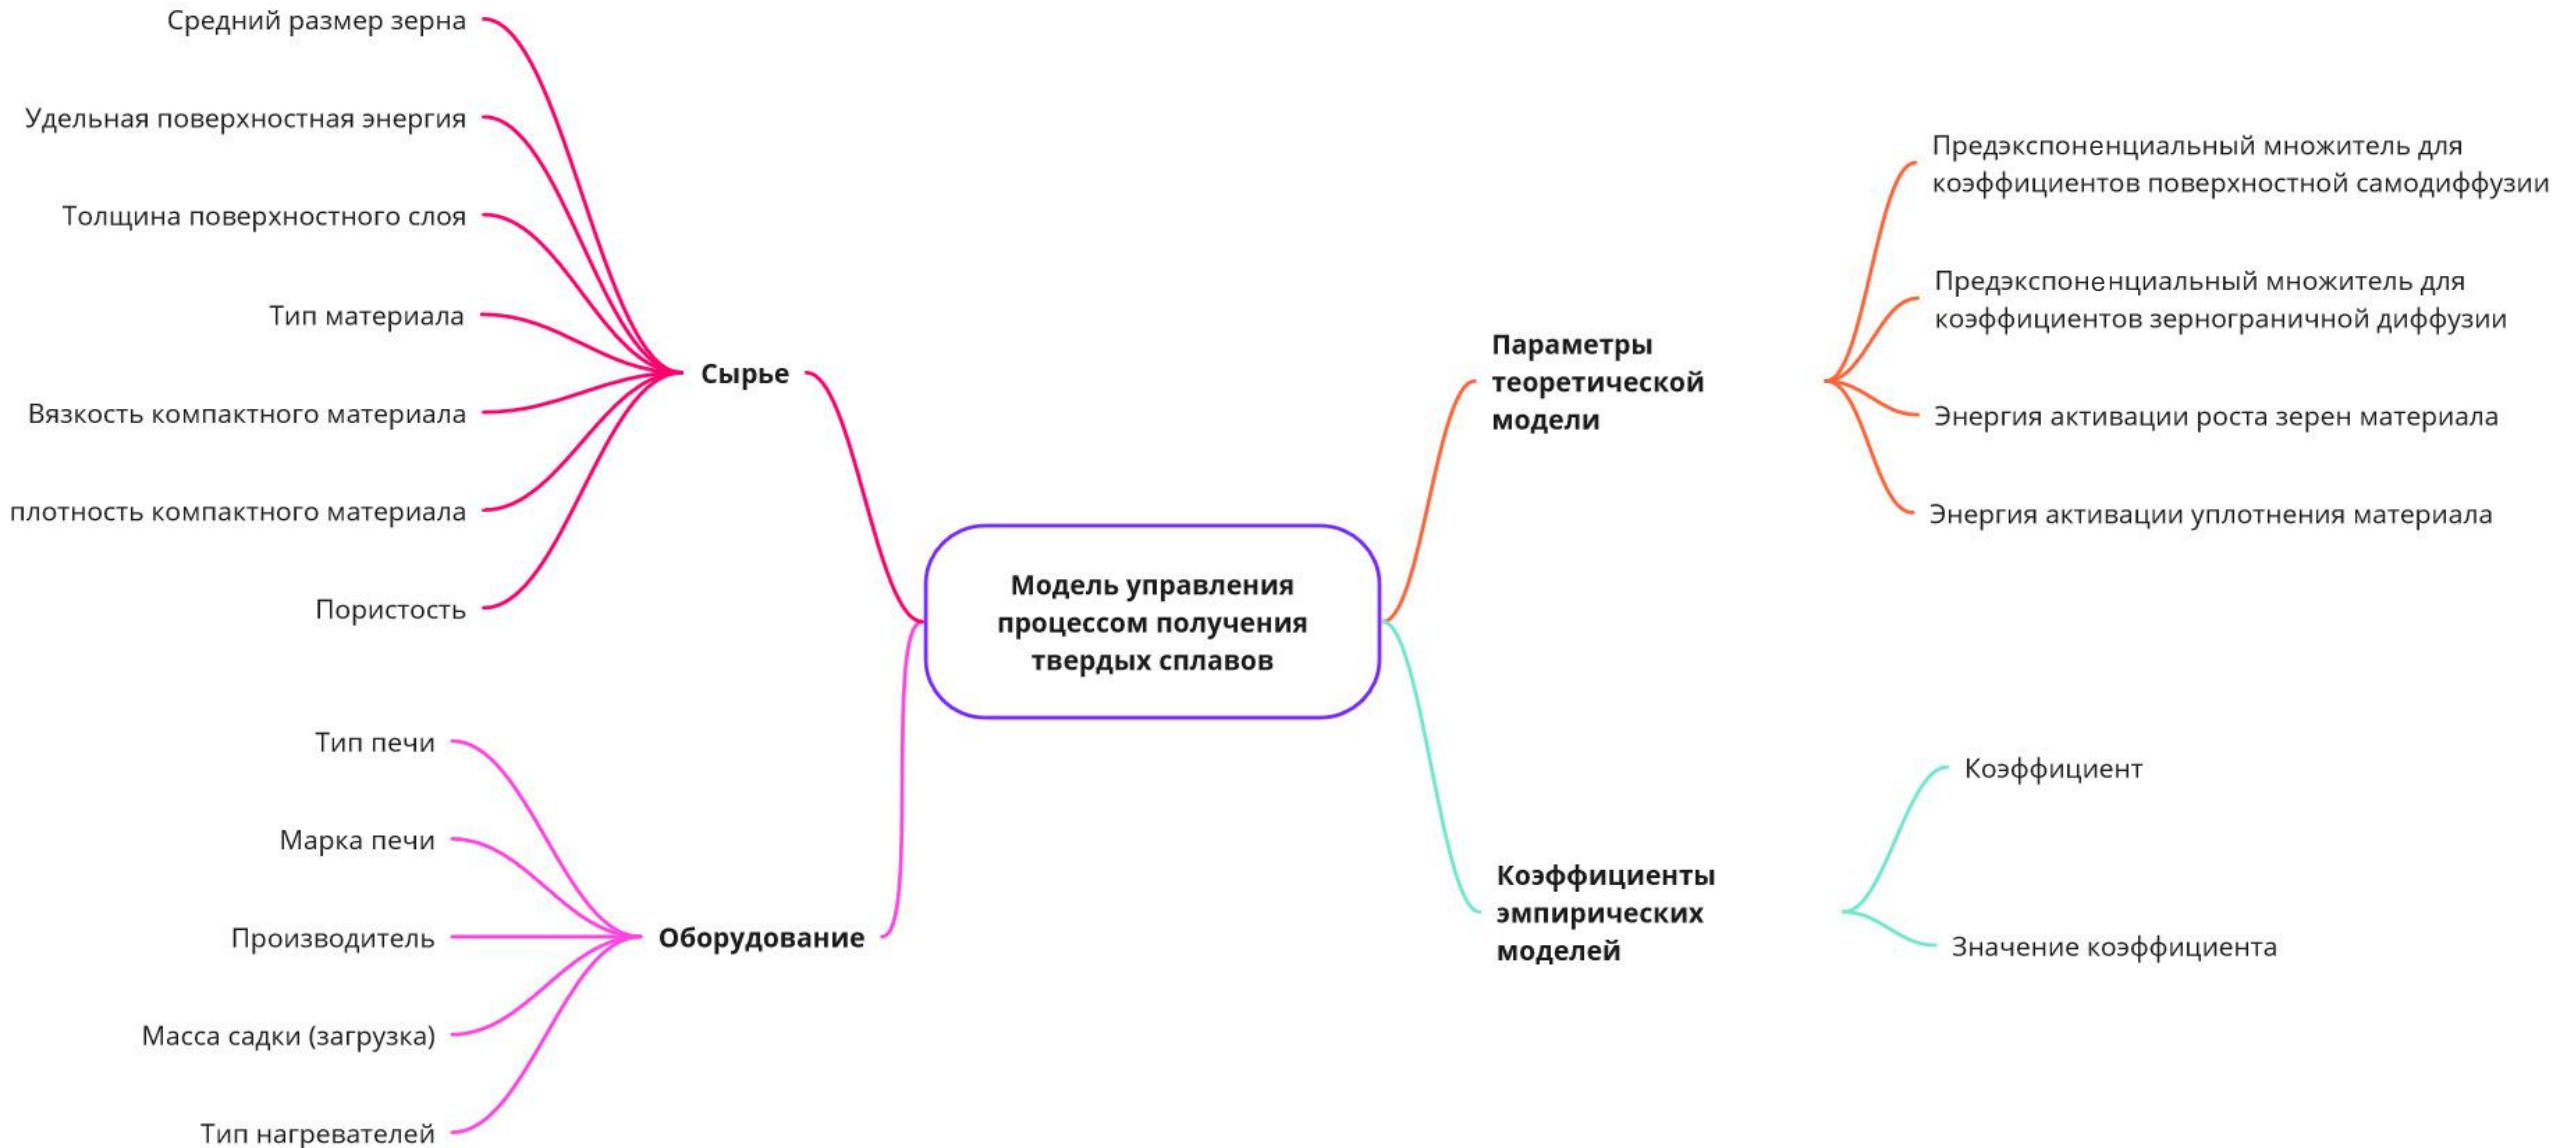 Средний размер зерна
Удельная поверхностная энергия
Толщина поверхностного слоя
Тип материала
Вязкость компактного материала
плотность компактного материала
Пористость
Сырье
Тип печи
Марка печи
Производитель
Масса садки (загрузка)
Тип нагревателей
Оборудование
Модель управления
процессом получения
твердых сплавов
Параметры
теоретической
модели
Предэкспоненциальный множитель для
коэффициентов поверхностной самодиффузии
Предэкспоненциальный множитель для
коэффициентов зернограничной диффузии
Энергия активации роста зерен материала
Энергия активации уплотнения материала
Коэффициенты
эмпирических
моделей
Коэффициент
Значение коэффициента